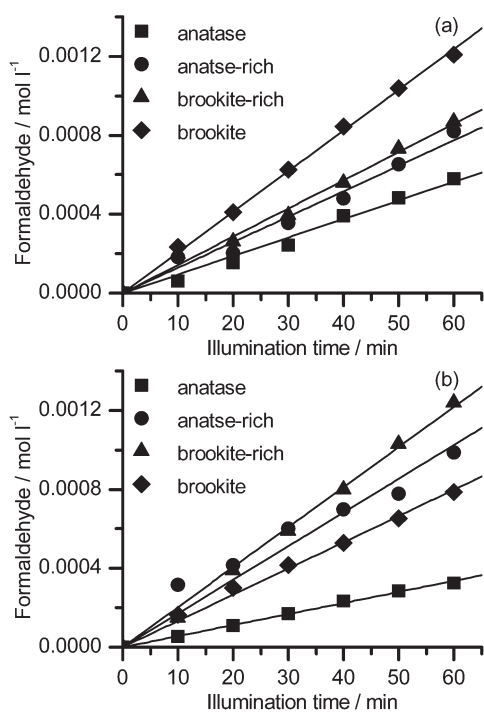 (a)
anatase
anatse-rich
brookite-rich
brookite
Formaldehyde / mol l⁻¹
0.0012
0.0008
0.0004
0.0000
0 10 20 30 40 50 60
Illumination time / min
(b)
anatase
anatse-rich
brookite-rich
brookite
Formaldehyde / mol l⁻¹
0.0012
0.0008
0.0004
0.0000
0 10 20 30 40 50 60
Illumination time / min